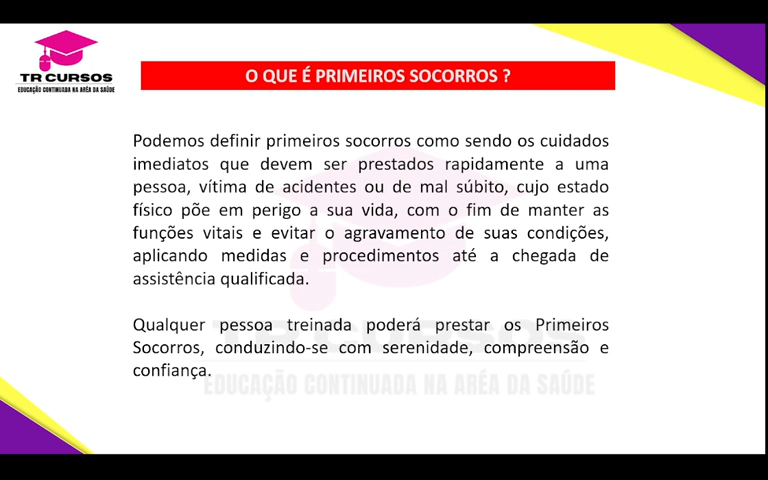 TR CURSOS
EDUCAÇÃO CONTINUADA NA ARÉA DA SAÚDE
O QUE É PRIMEIROS SOCORROS ?
Podemos definir primeiros socorros como sendo os cuidados
imediatos que devem ser prestados rapidamente a uma
pessoa, vítima de acidentes ou de mal súbito, cujo estado
físico põe em perigo a sua vida, com o fim de manter as
funções vitais e evitar o agravamento de suas condições,
aplicando medidas e procedimentos até a chegada de
assistência qualificada.
Qualquer pessoa treinada poderá prestar os Primeiros
Socorros, conduzindo-se com serenidade, compreensão e
confiança.
TR CURSOS
EDUCAÇÃO CONTINUADA NA ARÉA DA SAÚDE